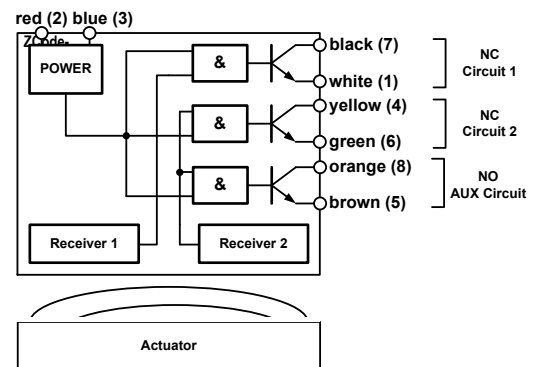 red (2) blue (3)
ZCode-
POWER
&
black (7)
white (1)
NC
Circuit 1
&
yellow (4)
green (6)
NC
Circuit 2
&
orange (8)
brown (5)
NO
AUX Circuit
Receiver 1
Receiver 2
Actuator